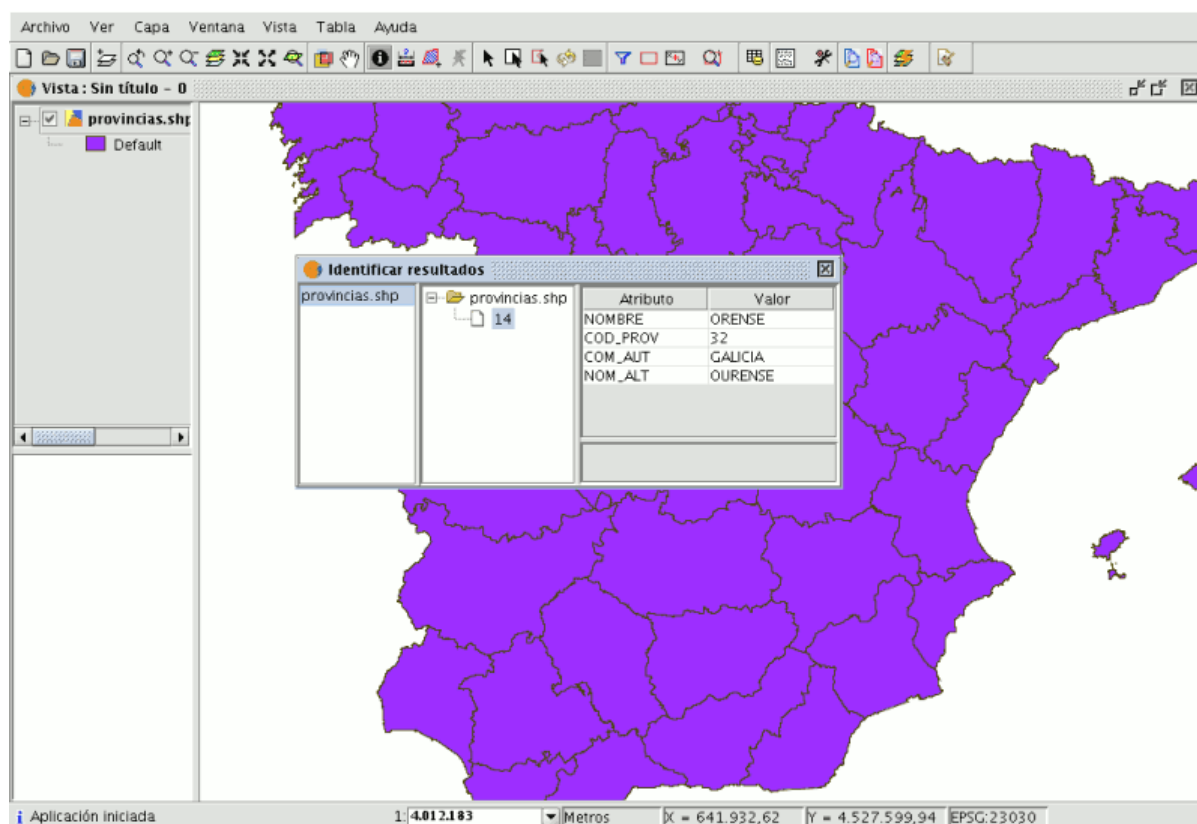 Archivo Ver Capa Ventana Vista Tabla Ayuda
Vista : Sin título - 0
provincias.shp
Default
Identificar resultados
provincias.shp
provincias.shp
14
Atributo Valor
NOMBRE ORENSE
COD_PROV 32
COM_AUT GALICIA
NOM_ALT OURENSE
Aplicación iniciada 1: 4.012.183 Metros X = 641.932,62 Y = 4.527.599,94 EPSG:23030